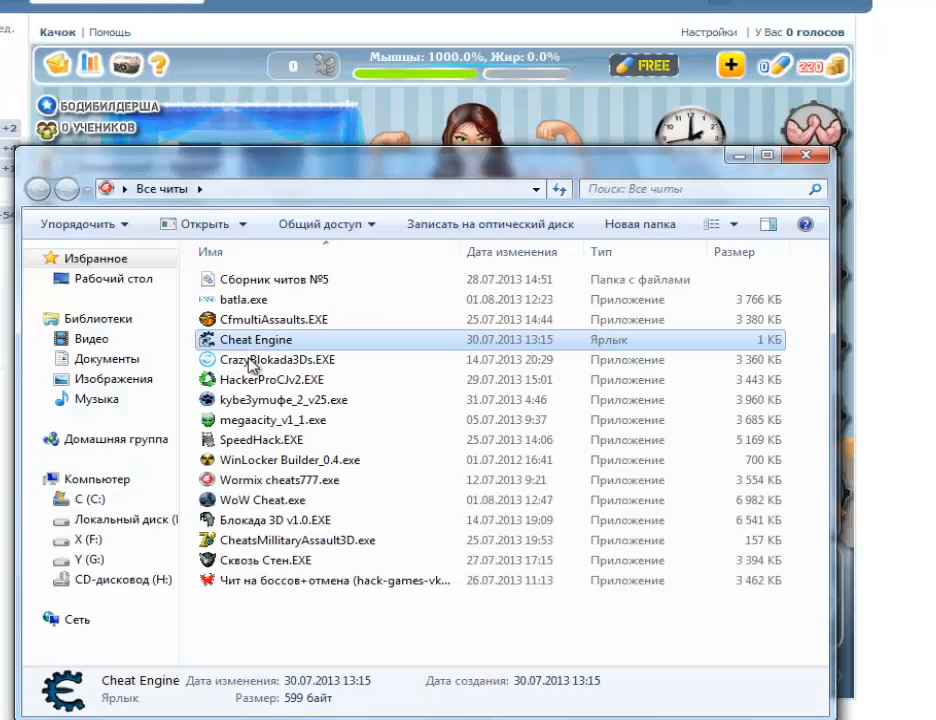 ед.
Качок | Помощь
Настройки | У Вас 0 голосов
0
Мышцы: 1000.0%, Жир: 0.0%
FREE
0
220
БОДИБИЛДЕРША
0 УЧЕНИКОВ
+2
Все читы
Поиск: Все читы
Упорядочить
Открыть
Общий доступ
Записать на оптический диск
Новая папка
Имя
Дата изменения
Тип
Размер
Избранное
Рабочий стол
Библиотеки
Видео
Документы
Изображения
Музыка
Домашняя группа
Компьютер
C (C:)
Локальный диск (
X (F:)
Y (G:)
CD-дисковод (H:)
Сеть
Сборник читов №5 28.07.2013 14:51 Папка с файлами
batla.exe 01.08.2013 12:23 Приложение 3 766 КБ
CfmultiAssaults.EXE 25.07.2013 14:44 Приложение 3 380 КБ
Cheat Engine 30.07.2013 13:15 Ярлык 1 КБ
CrazyBlokada3Ds.EXE 14.07.2013 20:29 Приложение 3 360 КБ
HackerProCJv2.EXE 29.07.2013 15:01 Приложение 3 443 КБ
kybe3ymuфe_2_v25.exe 31.07.2013 4:46 Приложение 3 960 КБ
megaacity_v1_1.exe 05.07.2013 9:37 Приложение 3 685 КБ
SpeedHack.EXE 25.07.2013 14:06 Приложение 5 169 КБ
WinLocker Builder_0.4.exe 01.07.2012 16:41 Приложение 700 КБ
Wormix cheats777.exe 12.07.2013 9:21 Приложение 3 554 КБ
WoW Cheat.exe 01.08.2013 12:47 Приложение 6 982 КБ
Блокада 3D v1.0.EXE 14.07.2013 19:09 Приложение 6 541 КБ
CheatsMillitaryAssault3D.exe 25.07.2013 19:53 Приложение 157 КБ
Сквозь Стен.EXE 29.07.2013 17:15 Приложение 3 394 КБ
Чит на боссов+отмена (hack-games-vk... 26.07.2013 11:13 Приложение 3 462 КБ
Cheat Engine Дата изменения: 30.07.2013 13:15 Дата создания: 30.07.2013 13:15
Ярлык Размер: 599 байт